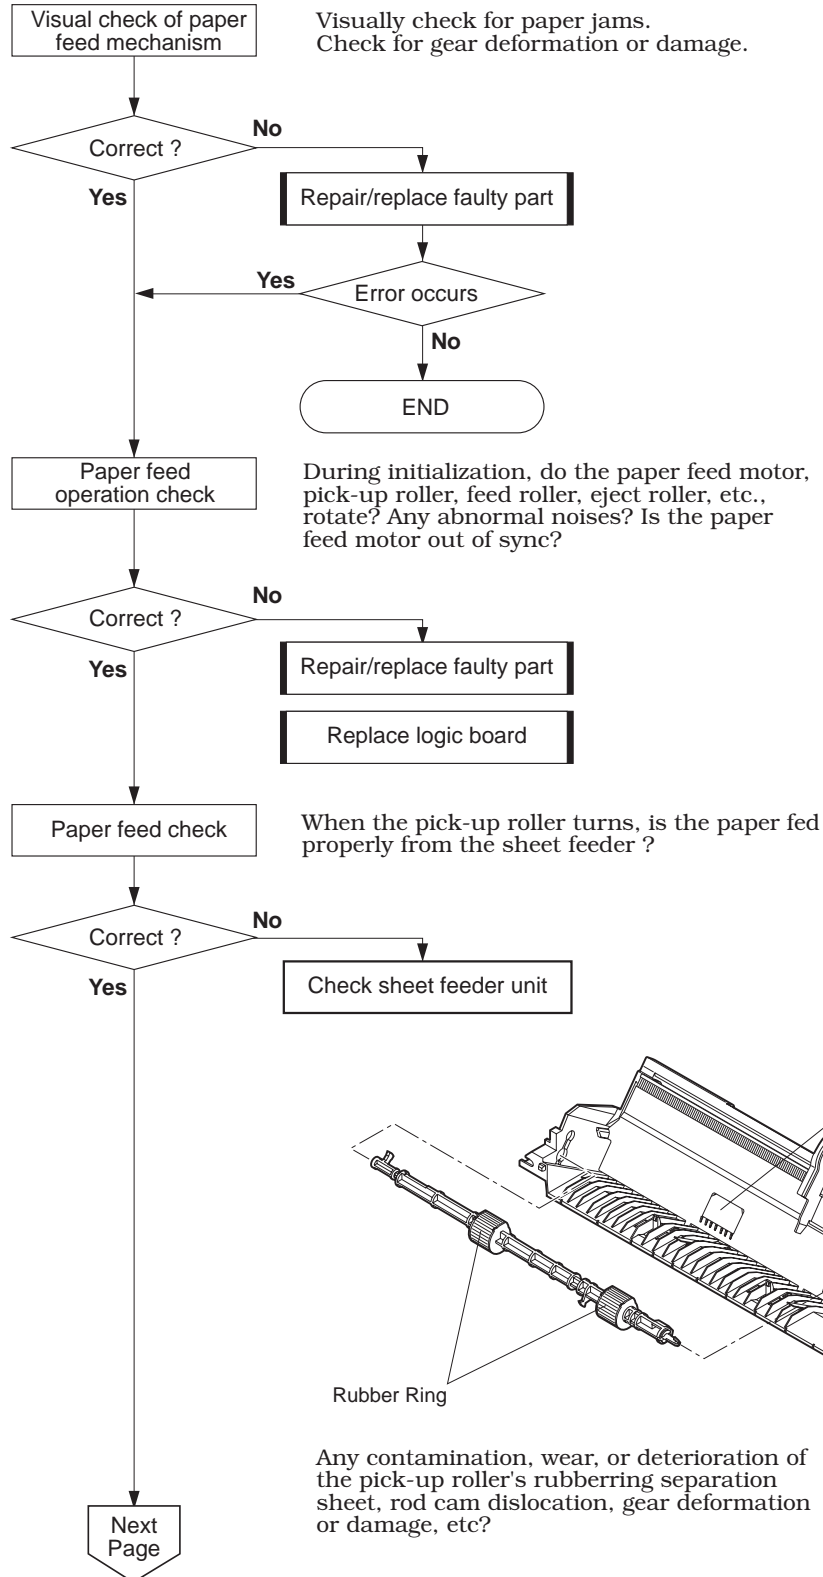 Visual check of paper
feed mechanism
Visually check for paper jams.
Check for gear deformation or damage.
Correct ?
No
Yes
Repair/replace faulty part
Error occurs
Yes
No
END
Paper feed
operation check
During initialization, do the paper feed motor,
pick-up roller, feed roller, eject roller, etc.,
rotate? Any abnormal noises? Is the paper
feed motor out of sync?
Correct ?
No
Yes
Repair/replace faulty part
Replace logic board
Paper feed check
When the pick-up roller turns, is the paper fed
properly from the sheet feeder ?
Correct ?
No
Yes
Check sheet feeder unit
Rubber Ring
Any contamination, wear, or deterioration of
the pick-up roller's rubberring separation
sheet, rod cam dislocation, gear deformation
or damage, etc?
Next
Page